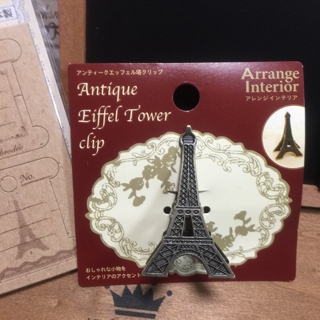 製
アンティークエッフェル塔クリップ
Antique
Eiffel Tower
clip
Arrange
Interior
アレンジインテリア
No.
おしゃれな小物を
インテリアのアクセント